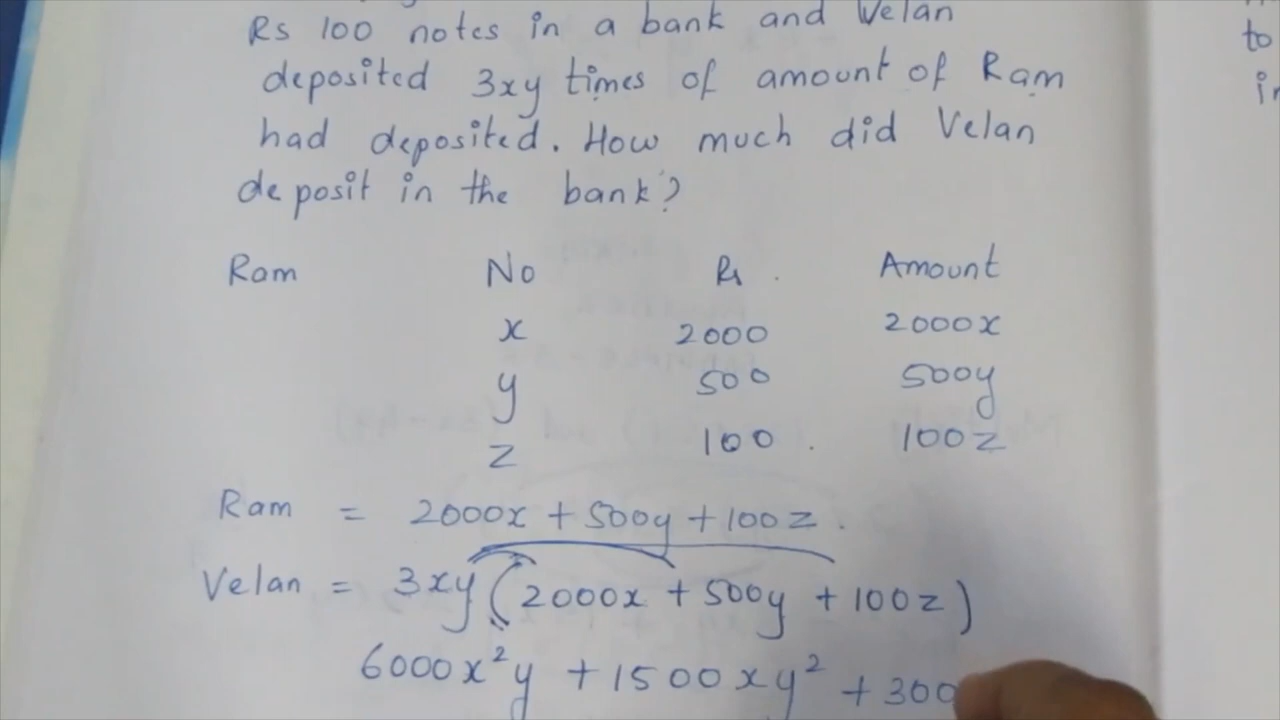 Rs 100 notes in a bank and Velan
deposited 3xy times of amount of Ram
had deposited. How much did Velan
deposit in the bank?
Ram No Rs. Amount
x 2000 2000x
y 500 500y
z 100. 100z
Ram = 2000x + 500y + 100z.
Velan = 3xy(2000x + 500y + 100z)
6000x²y + 1500xy² + 300
to